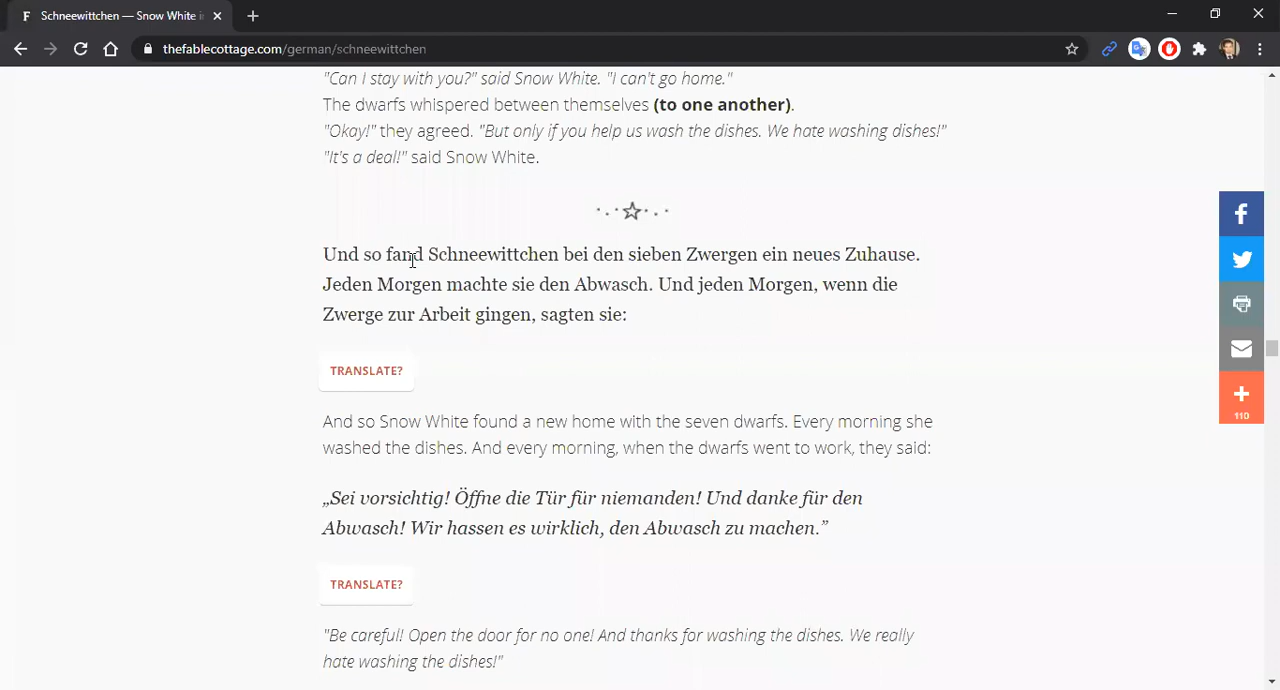 F Schneewittchen — Snow White i
thefablecottage.com/german/schneewittchen
"Can I stay with you?" said Snow White. "I can't go home."
The dwarfs whispered between themselves (to one another).
"Okay!" they agreed. "But only if you help us wash the dishes. We hate washing dishes!"
"It's a deal!" said Snow White.
Und so fand Schneewittchen bei den sieben Zwergen ein neues Zuhause.
Jeden Morgen machte sie den Abwasch. Und jeden Morgen, wenn die
Zwerge zur Arbeit gingen, sagten sie:
TRANSLATE?
And so Snow White found a new home with the seven dwarfs. Every morning she
washed the dishes. And every morning, when the dwarfs went to work, they said:
„Sei vorsichtig! Öffne die Tür für niemanden! Und danke für den
Abwasch! Wir hassen es wirklich, den Abwasch zu machen.”
TRANSLATE?
"Be careful! Open the door for no one! And thanks for washing the dishes. We really
hate washing the dishes!"
110